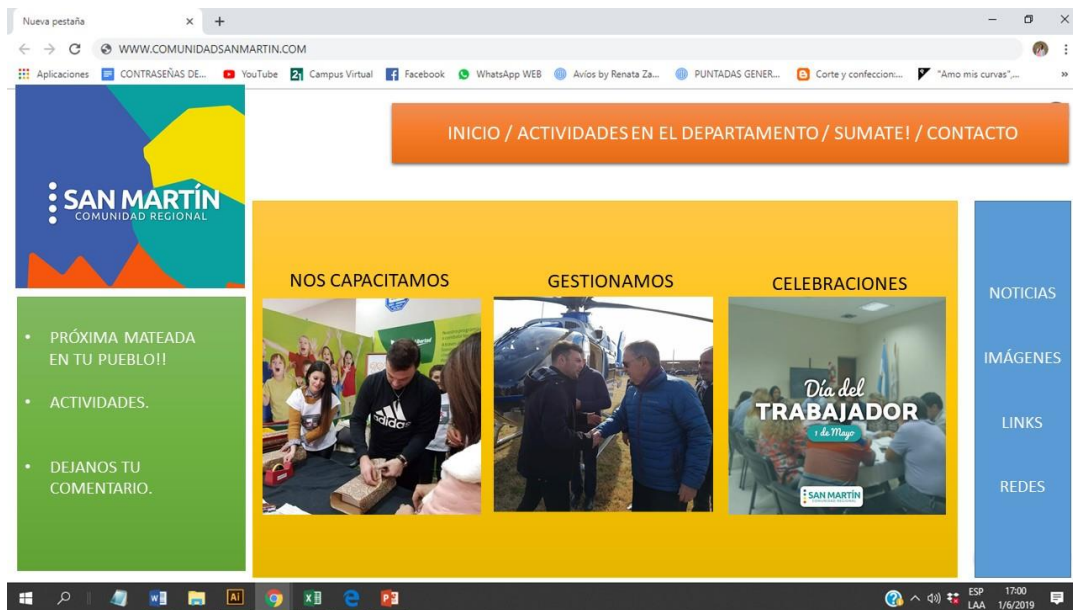 Nueva pestaña
WWW.COMUNIDADSANMARTIN.COM
Aplicaciones
CONTRASEÑAS DE...
YouTube
Campus Virtual
Facebook
WhatsApp WEB
Avíos by Renata Za...
PUNTADAS GENER...
Corte y confeccion:...
"Amo mis curvas",...
SAN MARTÍN
COMUNIDAD REGIONAL
INICIO / ACTIVIDADES EN EL DEPARTAMENTO / SUMATE! / CONTACTO
• PRÓXIMA MATEADA
EN TU PUEBLO!!
• ACTIVIDADES.
• DEJANOS TU
COMENTARIO.
NOS CAPACITAMOS
adidas
GESTIONAMOS
CELEBRACIONES
Día del
TRABAJADOR
1 de Mayo
SAN MARTÍN
COMUNIDAD REGIONAL
NOTICIAS
IMÁGENES
LINKS
REDES
Ai
ESP
LAA
17:00
1/6/2019